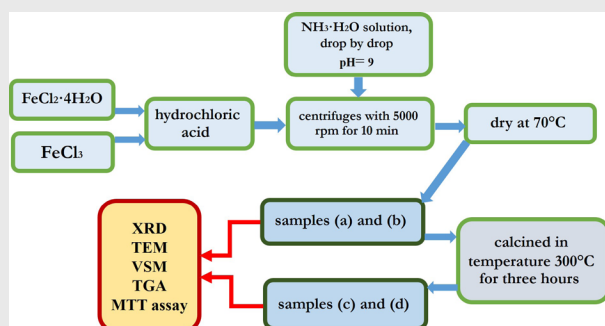 NH₃·H₂O solution,
drop by drop
pH= 9
FeCl₂·4H₂O
FeCl₃
hydrochloric
acid
centrifuges with 5000
rpm for 10 min
dry at 70°C
samples (a) and (b)
calcined in
temperature 300°C
for three hours
samples (c) and (d)
XRD
TEM
VSM
TGA
MTT assay